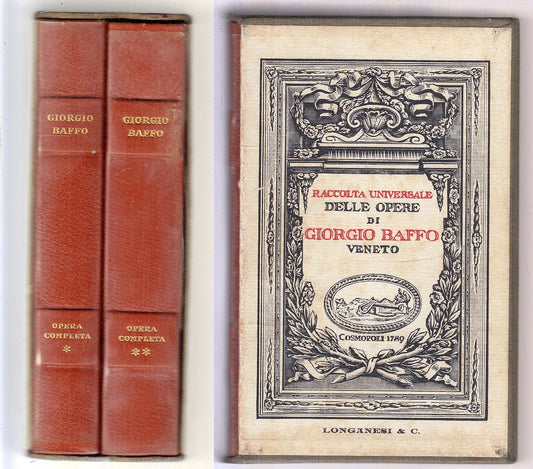 GIORGIO
BAFFO
OPERA
COMPLETA
*
GIORGIO
BAFFO
OPERA
COMPLETA
**
RACCOLTA UNIVERSALE
DELLE OPERE
DI
GIORGIO BAFFO
VENETO
COSMOPOLI 1789
LONGANESI & C.